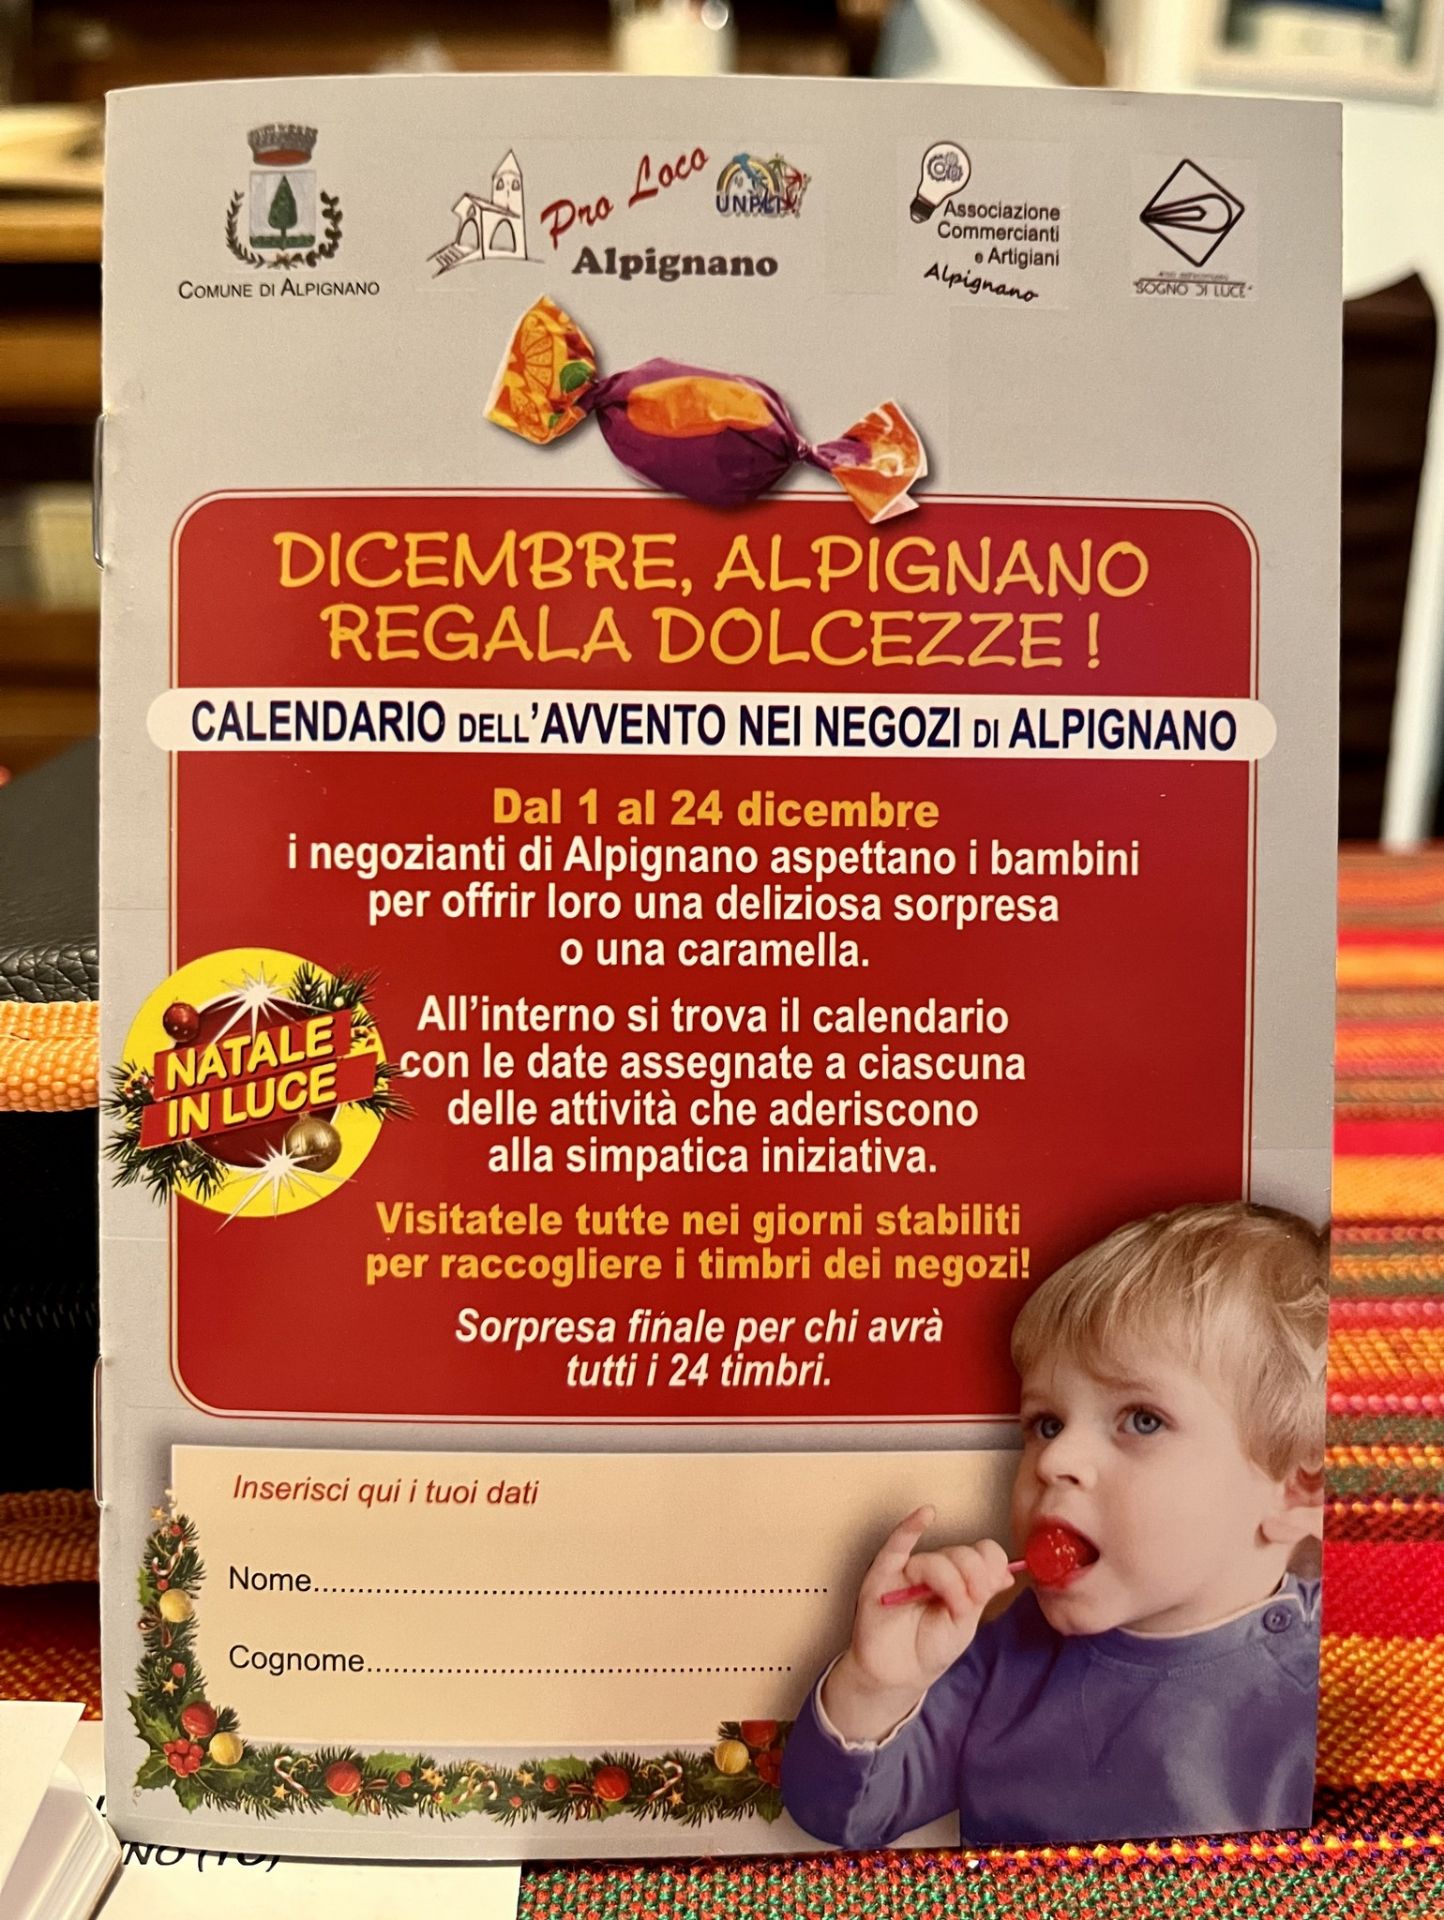 COMUNE DI ALPIGNANO
Pro Loco
UNPLI
Alpignano
Associazione
Commercianti
e Artigiani
Alpignano
SOGNO DI LUCE
DICEMBRE, ALPIGNANO
REGALA DOLCEZZE !
CALENDARIO DELL'AVVENTO NEI NEGOZI DI ALPIGNANO
Dal 1 al 24 dicembre
i negozianti di Alpignano aspettano i bambini
per offrir loro una deliziosa sorpresa
o una caramella.
All'interno si trova il calendario
con le date assegnate a ciascuna
delle attività che aderiscono
alla simpatica iniziativa.
NATALE
IN LUCE
Visitatele tutte nei giorni stabiliti
per raccogliere i timbri dei negozi!
Sorpresa finale per chi avrà
tutti i 24 timbri.
Inserisci qui i tuoi dati
Nome
Cognome